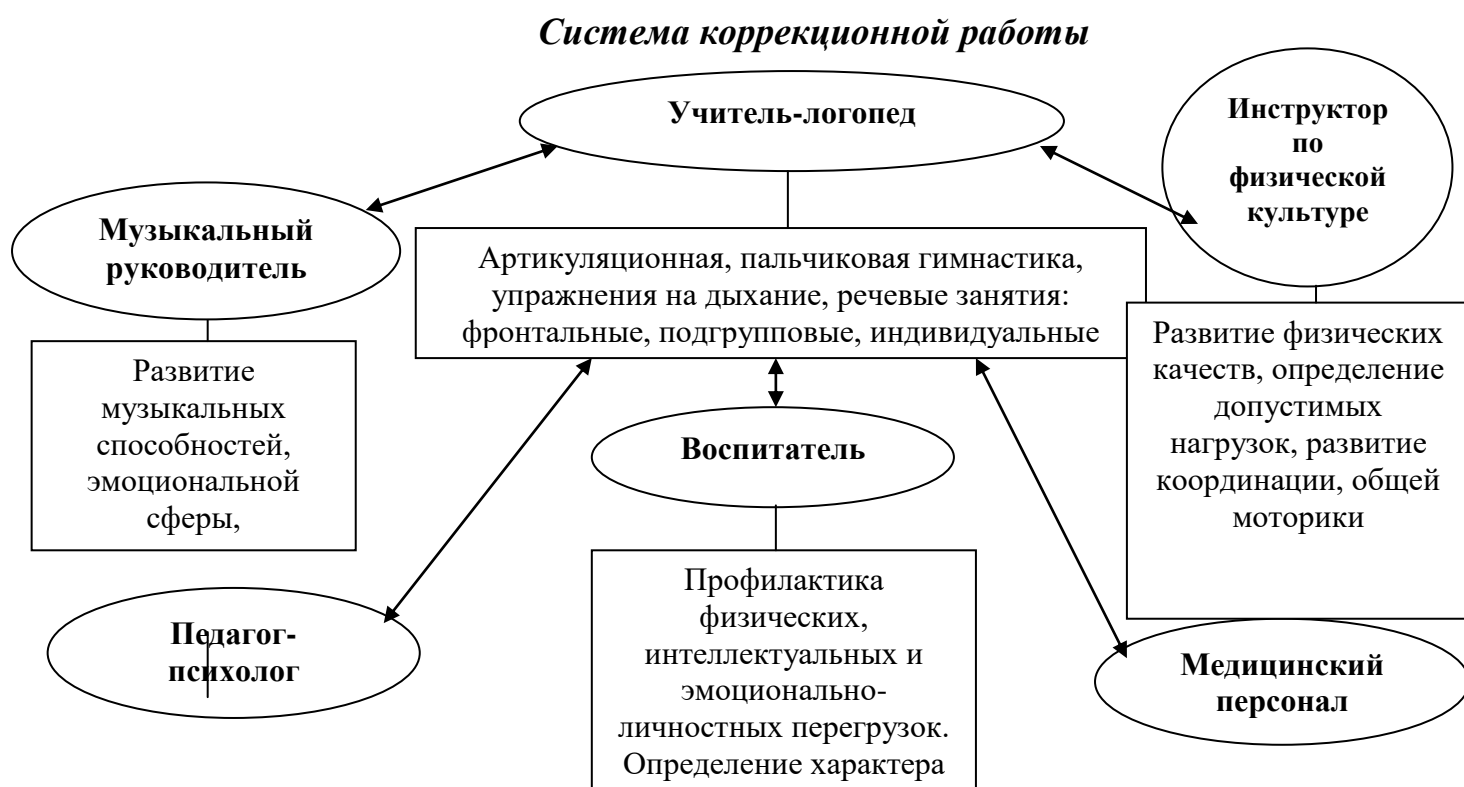 Система коррекционной работы
Учитель-логопед
Инструктор
по
физической
культуре
Музыкальный
руководитель
Артикуляционная, пальчиковая гимнастика,
упражнения на дыхание, речевые занятия:
фронтальные, подгрупповые, индивидуальные
Развитие
музыкальных
способностей,
эмоциональной
сферы,
Развитие физических
качеств, определение
допустимых
нагрузок, развитие
координации, общей
моторики
Воспитатель
Профилактика
физических,
интеллектуальных и
эмоционально-
личностных перегрузок.
Определение характера
Педагог-
психолог
Медицинский
персонал